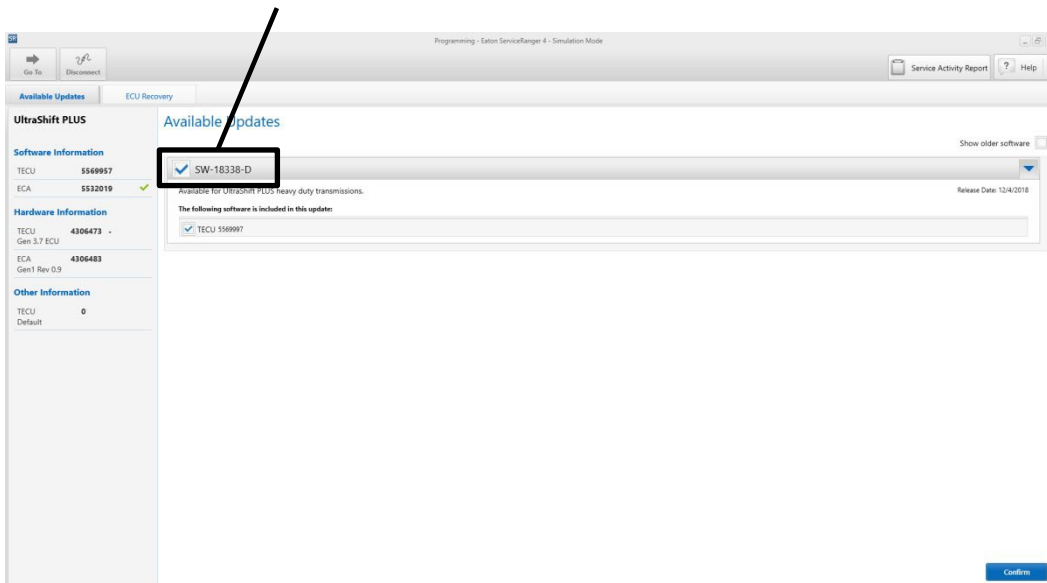 SR
Programming - Eaton ServiceRanger 4 - Simulation Mode
Go To
Disconnect
Service Activity Report
? Help
Available Updates
ECU Recovery
UltraShift PLUS
Software Information
TECU 5569957
ECA 5532019
Hardware Information
TECU 4306473 -
Gen 3.7 ECU
ECA 4306483
Gen1 Rev 0.9
Other Information
TECU 0
Default
Available Updates
Show older software
SW-18338-D
Available for UltraShift PLUS heavy duty transmissions.
Release Date: 12/4/2018
The following software is included in this update:
TECU 5569997
Confirm